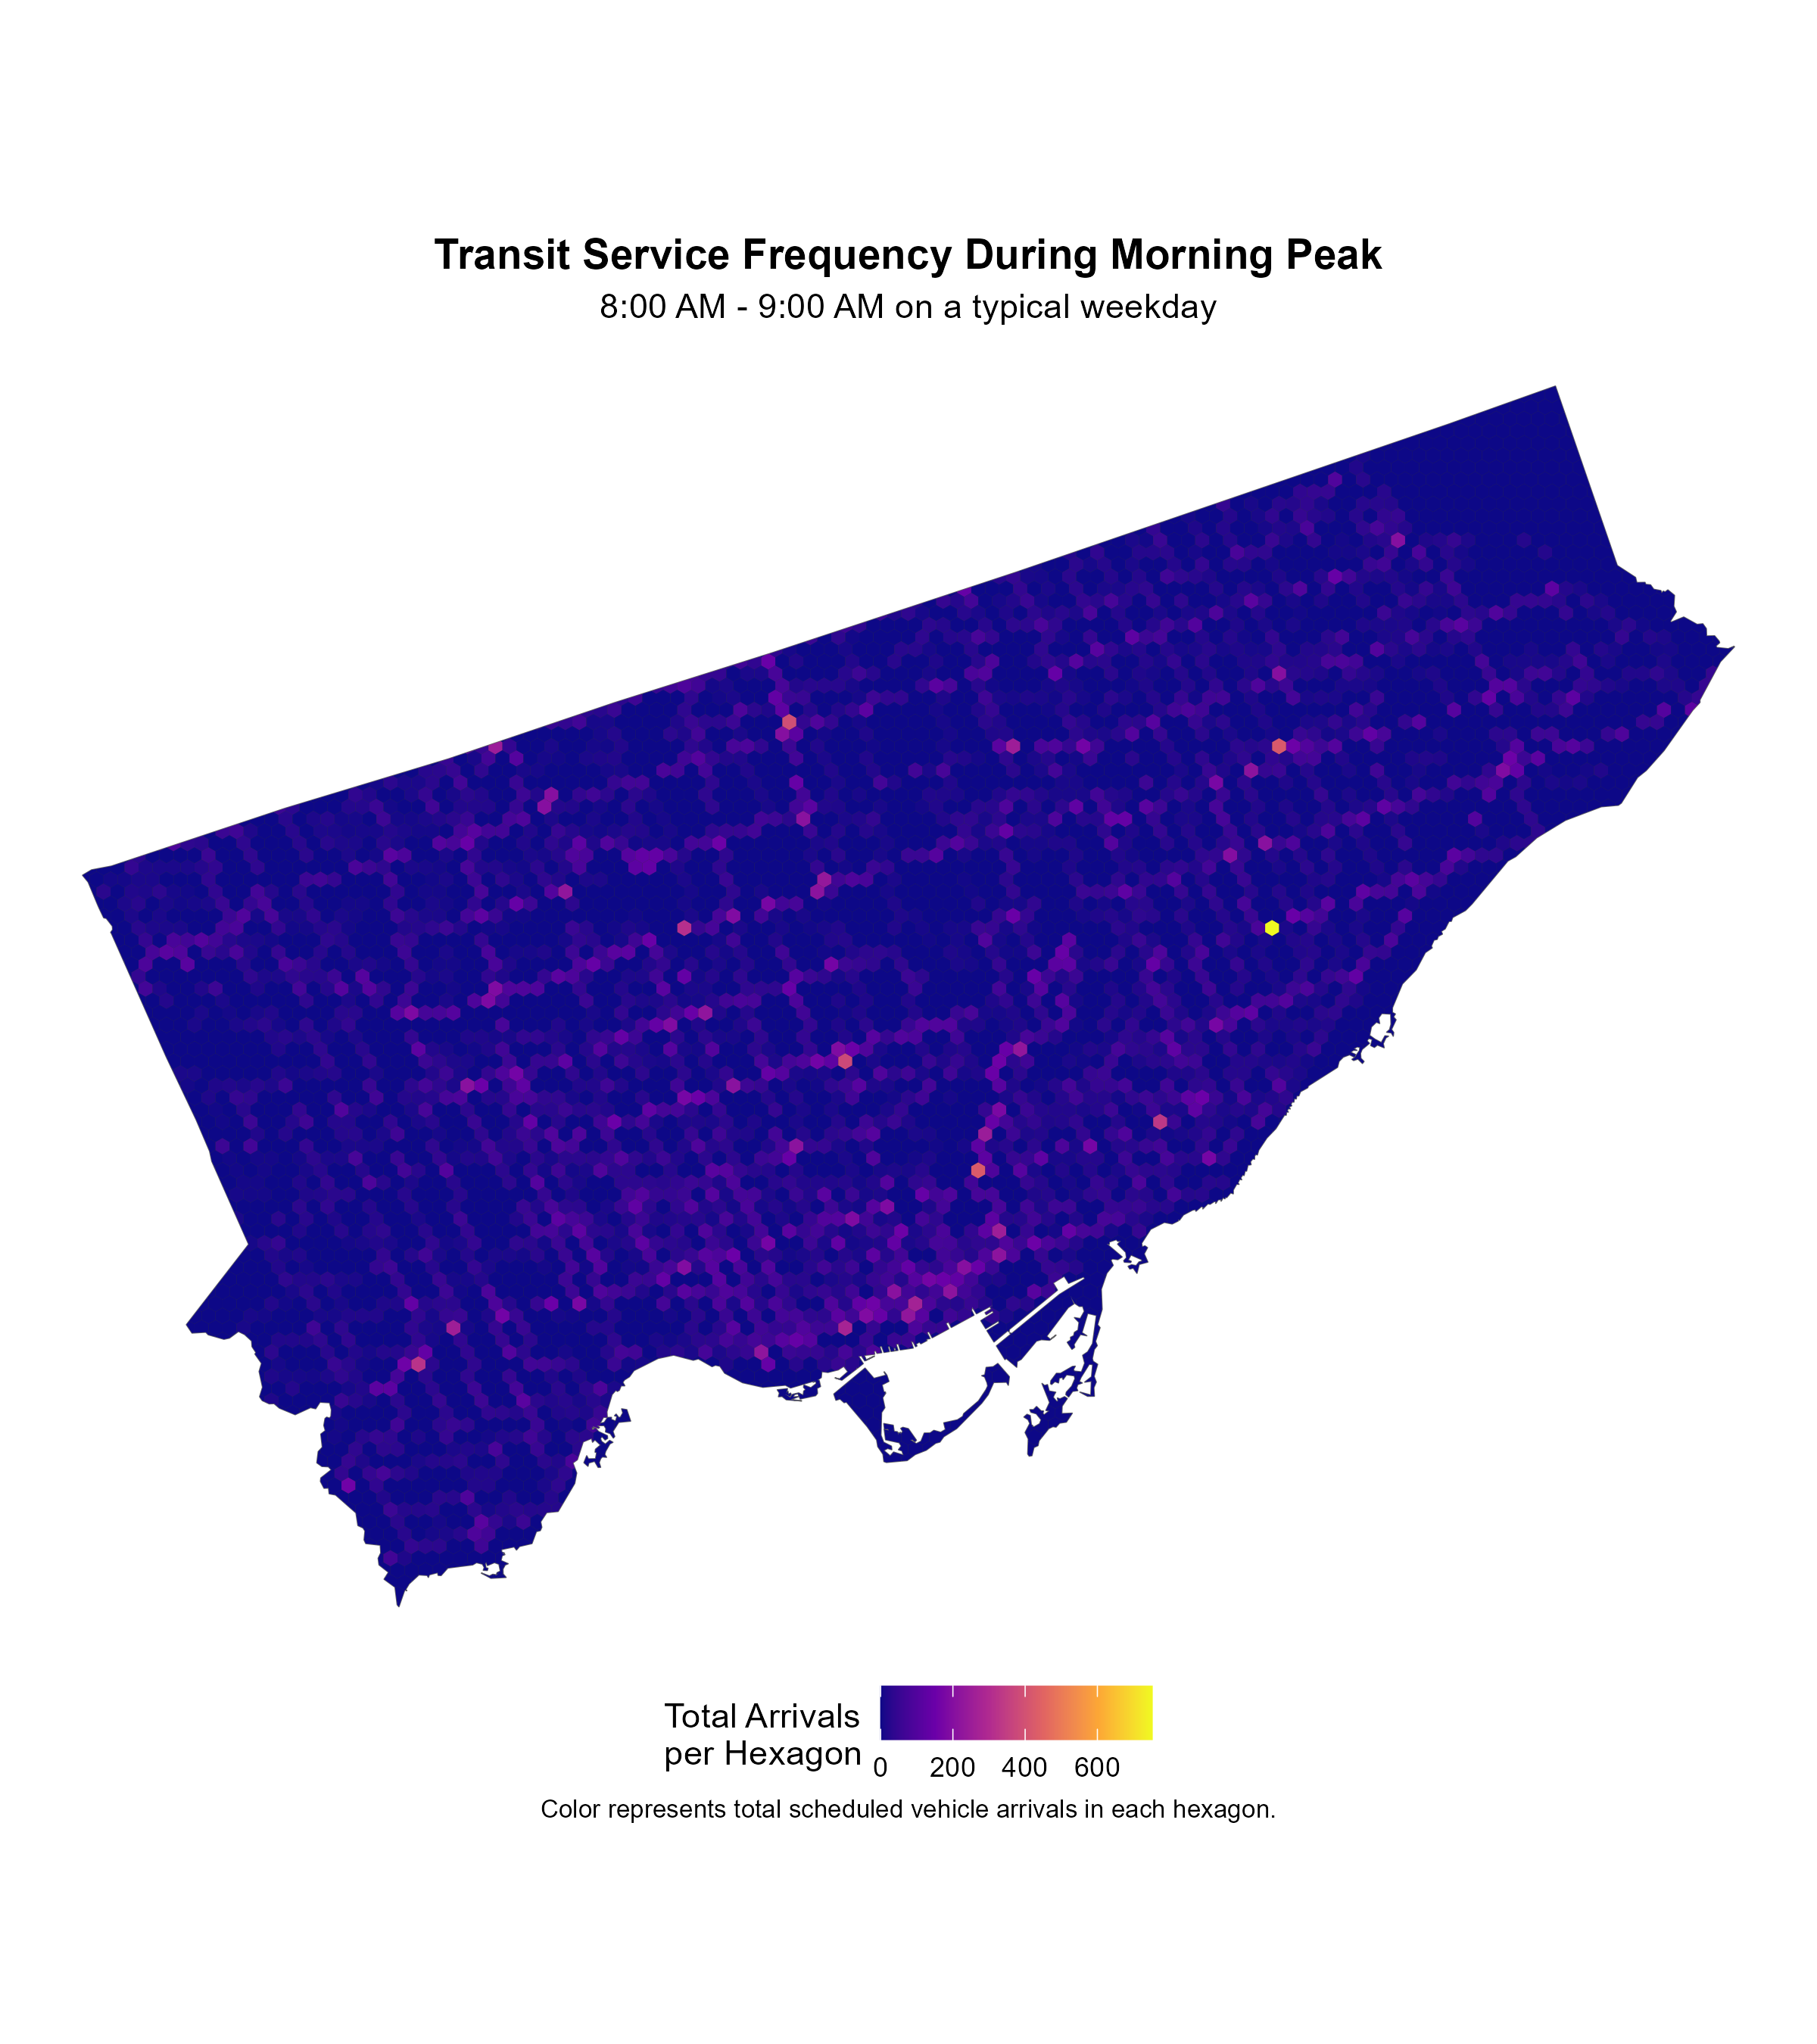 Transit Service Frequency During Morning Peak
8:00 AM - 9:00 AM on a typical weekday
Total Arrivals
per Hexagon
0 200 400 600
Color represents total scheduled vehicle arrivals in each hexagon.